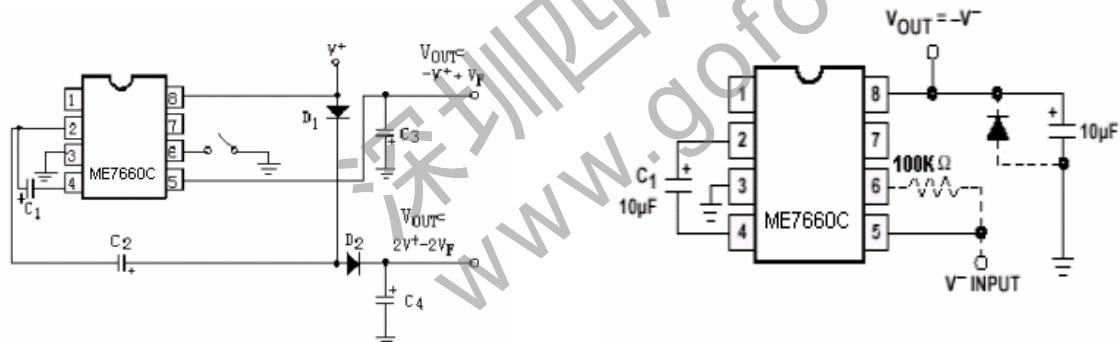 V⁺
VOUT=
-V⁺+ VF
1
8
2
7
3
6
4
5
ME7660C
D1
C3
C1
C2
D2
VOUT=
2V⁺-2VF
C4
VOUT=-V⁻
1
8
2
7
3
6
4
5
ME7660C
C1
10µF
100KΩ
10µF
V⁻ INPUT
深圳四
www.gofo